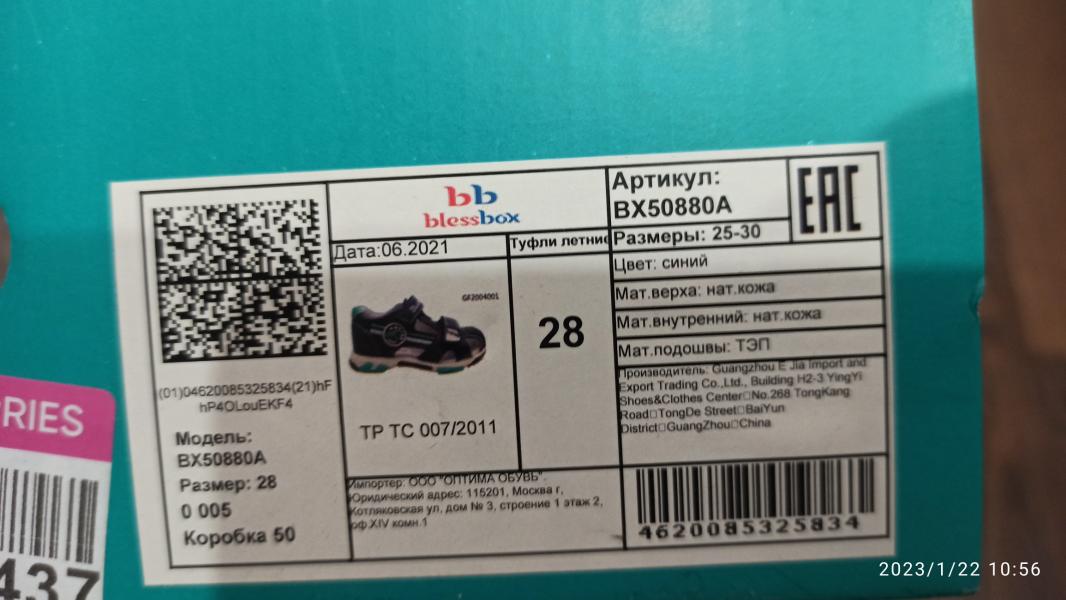 (01)04620085325834(21)hF
hP4OLouEKF4
Модель:
BX50880A
Размер: 28
0 005
Коробка 50
bb
blessbox
Дата:06.2021
Туфли летние
GF2004001
28
ТР ТС 007/2011
Артикул:
BX50880A
EAC
Размеры: 25-30
Цвет: синий
Мат.верха: нат.кожа
Мат.внутренний: нат.кожа
Мат.подошвы: ТЭП
Производитель: Guangzhou E Jia Import and
Export Trading Co.,Ltd., Building H2-3 YingYi
Shoes&Clothes Center□No.268 TongKang
Road□TongDe Street□BaiYun
District□GuangZhou□China
Импортер: ООО "ОПТИМА ОБУВЬ".
Юридический адрес: 115201, Москва г,
Котляковская ул, дом № 3, строение 1 этаж 2,
оф.XIV комн.1
4620085325834
RIES
437
2023/1/22 10:56